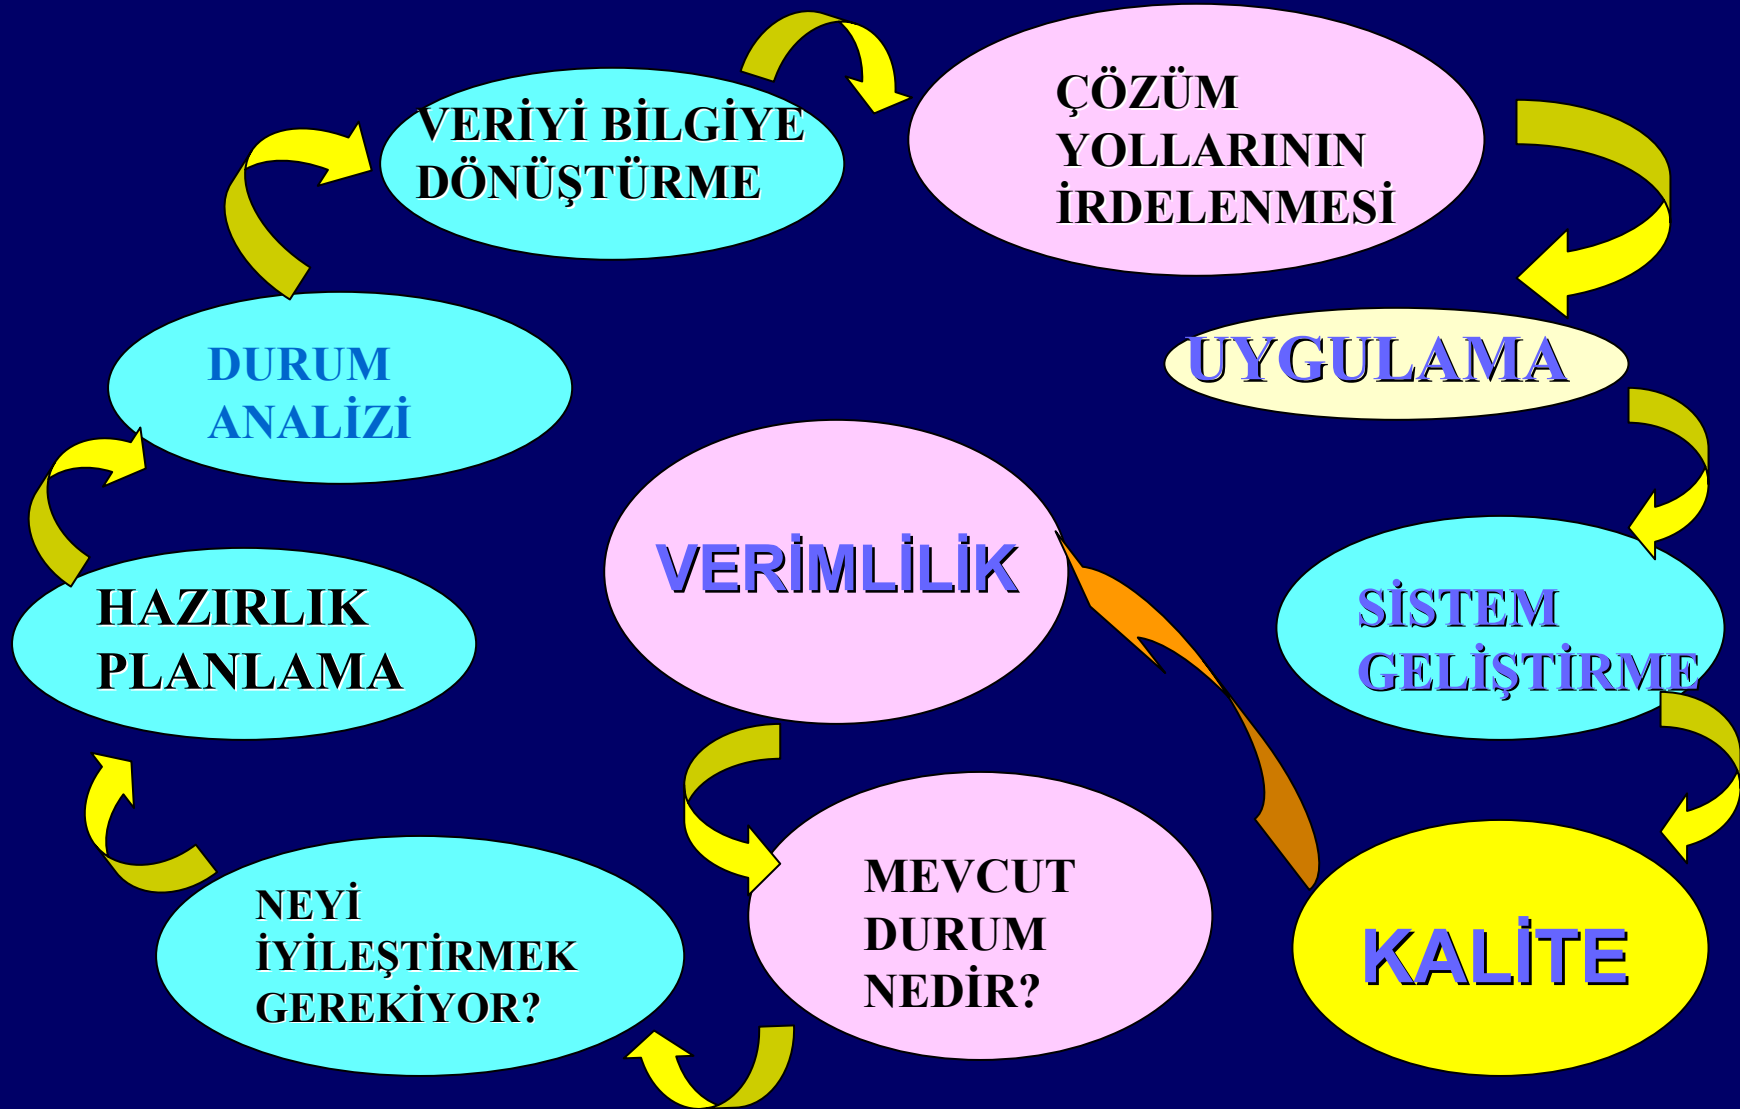 VERİYİ BİLGİYE
DÖNÜŞTÜRME
ÇÖZÜM
YOLLARININ
İRDELENMESİ
DURUM
ANALİZİ
UYGULAMA
VERİMLİLİK
HAZIRLIK
PLANLAMA
SİSTEM
GELİŞTİRME
NEYİ
İYİLEŞTİRMEK
GEREKİYOR?
MEVCUT
DURUM
NEDİR?
KALİTE